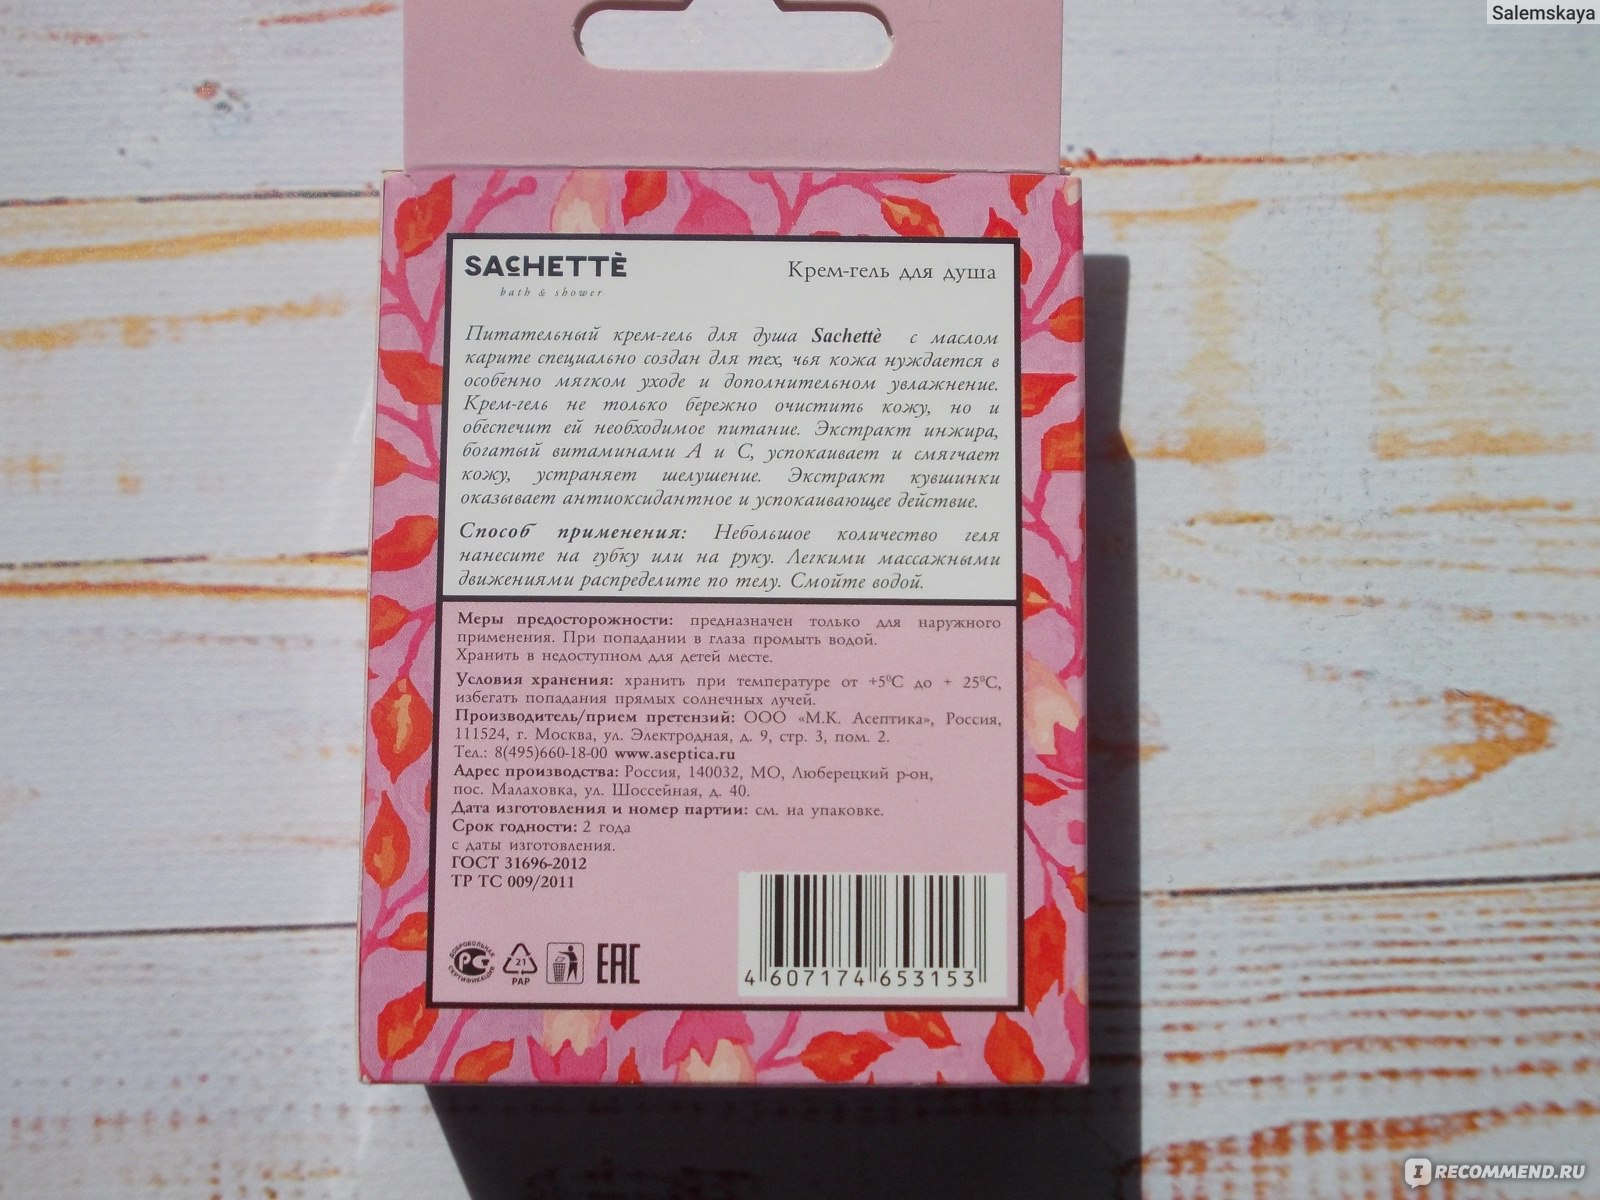 Salemskaya
SACHETTÈ
bath & shower
Крем-гель для душа
Питательный крем-гель для душа Sachettè с маслом
карите специально создан для тех, чья кожа нуждается в
особенно мягком уходе и дополнительном увлажнение.
Крем-гель не только бережно очистить кожу, но и
обеспечит ей необходимое питание. Экстракт инжира,
богатый витаминами А и С, успокаивает и смягчает
кожу, устраняет шелушение. Экстракт кувшинки
оказывает антиоксидантное и успокаивающее действие.
Способ применения: Небольшое количество геля
нанесите на губку или на руку. Легкими массажными
движениями распределите по телу. Смойте водой.
Меры предосторожности: предназначен только для наружного
применения. При попадании в глаза промыть водой.
Хранить в недоступном для детей месте.
Условия хранения: хранить при температуре от +5⁰С до + 25⁰С,
избегать попадания прямых солнечных лучей.
Производитель/прием претензий: ООО «М.К. Асептика», Россия,
111524, г. Москва, ул. Электродная, д. 9, стр. 3, пом. 2.
Тел.: 8(495)660-18-00 www.aseptica.ru
Адрес производства: Россия, 140032, МО, Люберецкий р-он,
пос. Малаховка, ул. Шоссейная, д. 40.
Дата изготовления и номер партии: см. на упаковке.
Срок годности: 2 года
с даты изготовления.
ГОСТ 31696-2012
ТР ТС 009/2011
ДОБРОВОЛЬНАЯ
РСТ
СЕРТИФИКАЦИЯ
21
PAP
EAC
4 607174 653153
IRECOMMEND.RU